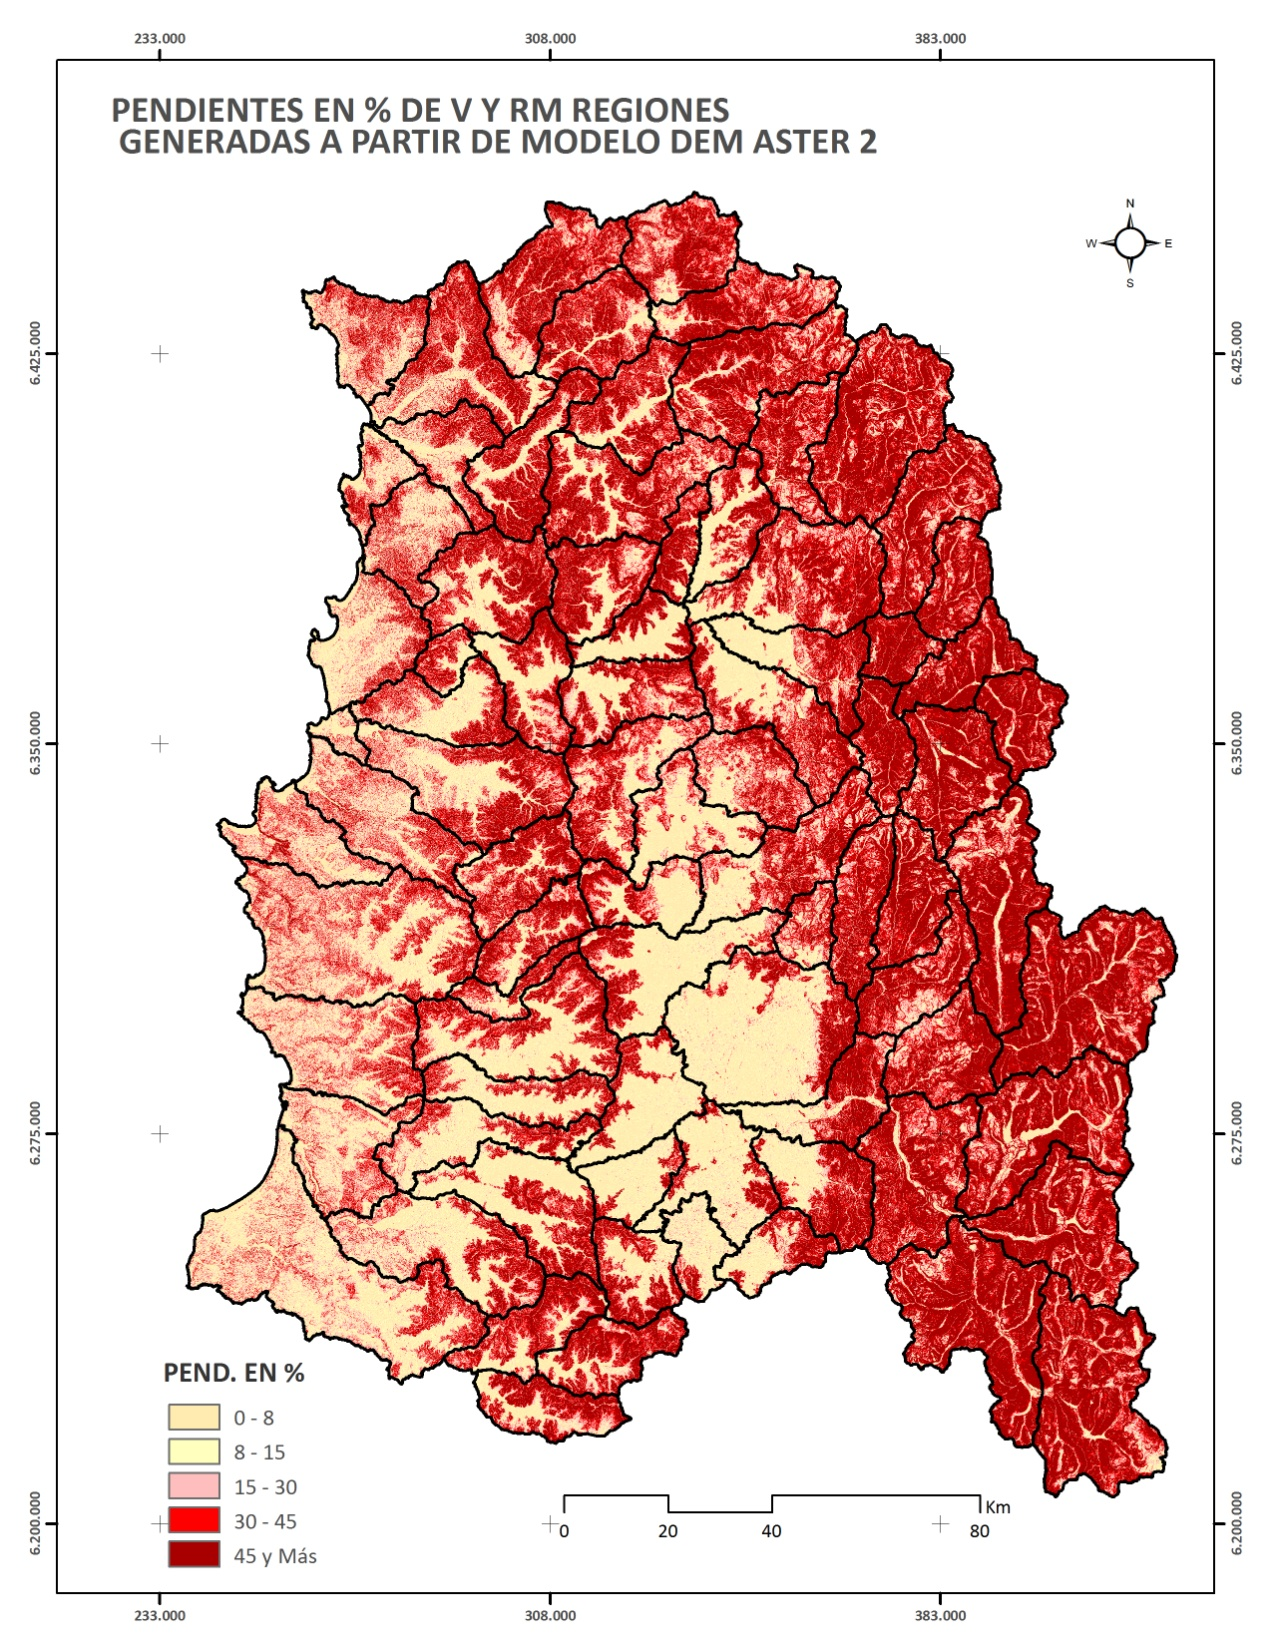 233.000 308.000 383.000
PENDIENTES EN % DE V Y RM REGIONES
GENERADAS A PARTIR DE MODELO DEM ASTER 2
N
W E
S
6.425.000 6.425.000
6.350.000 6.350.000
6.275.000 6.275.000
6.200.000 6.200.000
PEND. EN %
0 - 8
8 - 15
15 - 30
30 - 45
45 y Más
Km
0 20 40 80
233.000 308.000 383.000